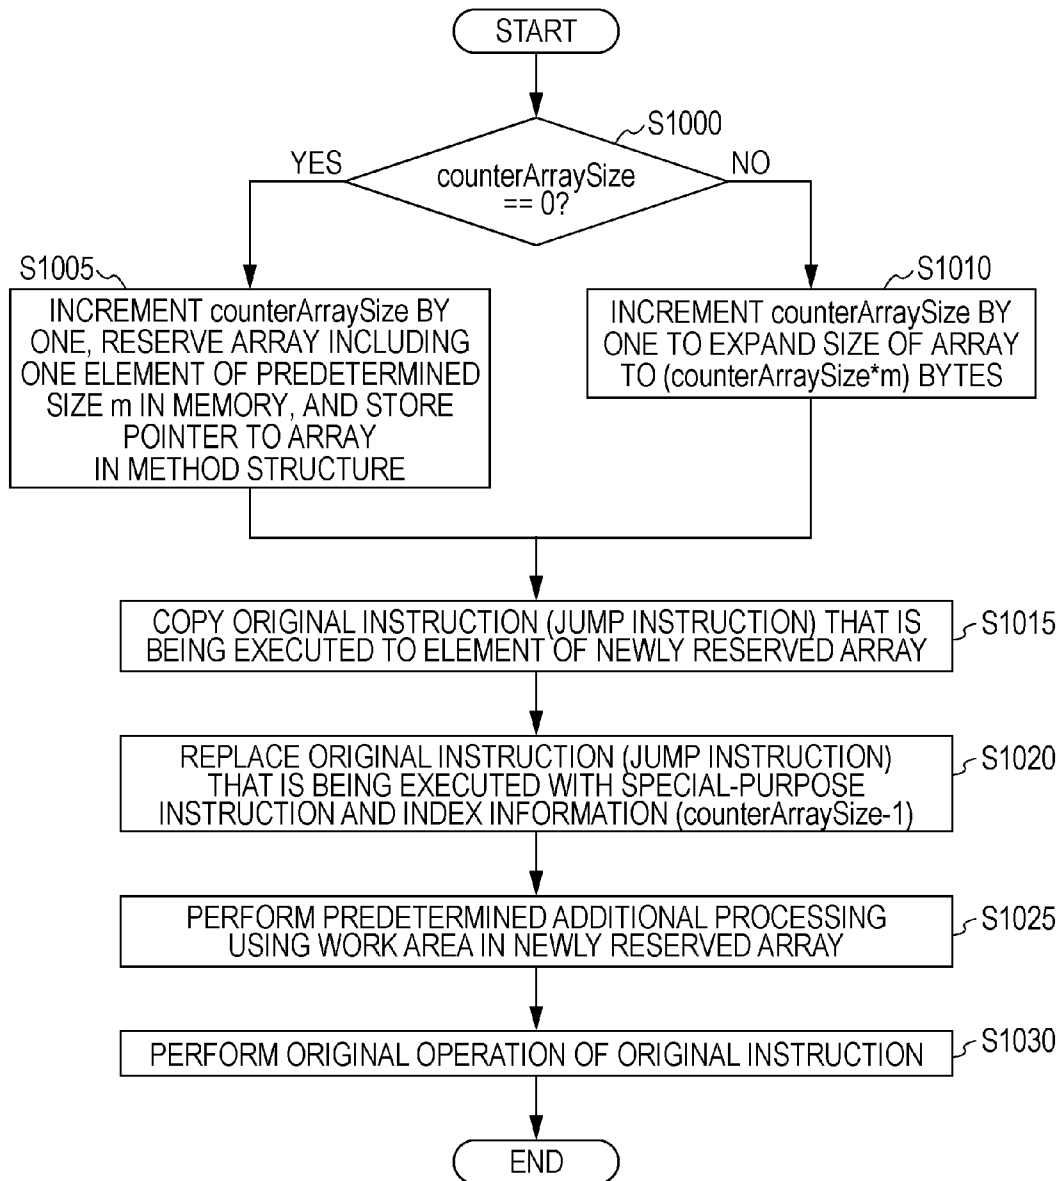 START
S1000
YES
NO
counterArraySize
== 0?
S1005
INCREMENT counterArraySize BY
ONE, RESERVE ARRAY INCLUDING
ONE ELEMENT OF PREDETERMINED
SIZE m IN MEMORY, AND STORE
POINTER TO ARRAY
IN METHOD STRUCTURE
S1010
INCREMENT counterArraySize BY
ONE TO EXPAND SIZE OF ARRAY
TO (counterArraySize*m) BYTES
COPY ORIGINAL INSTRUCTION (JUMP INSTRUCTION) THAT IS
BEING EXECUTED TO ELEMENT OF NEWLY RESERVED ARRAY
S1015
REPLACE ORIGINAL INSTRUCTION (JUMP INSTRUCTION)
THAT IS BEING EXECUTED WITH SPECIAL-PURPOSE
INSTRUCTION AND INDEX INFORMATION (counterArraySize-1)
S1020
PERFORM PREDETERMINED ADDITIONAL PROCESSING
USING WORK AREA IN NEWLY RESERVED ARRAY
S1025
PERFORM ORIGINAL OPERATION OF ORIGINAL INSTRUCTION
S1030
END